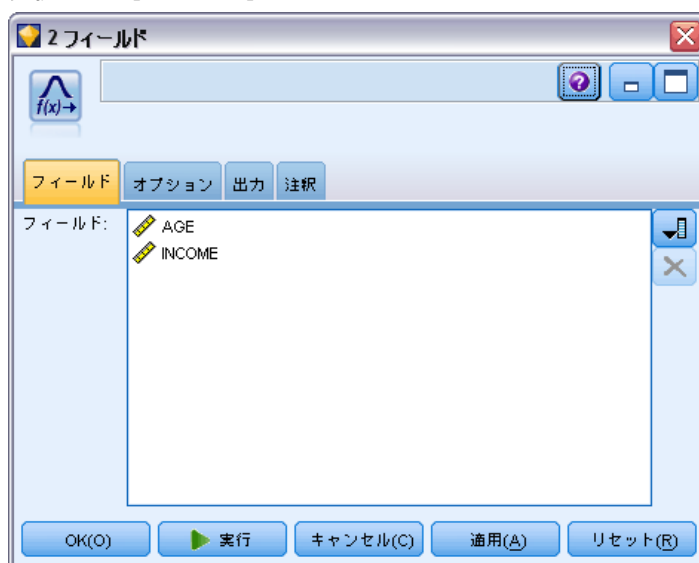 2 フィールド
f(x)→
フィールド オプション 出力 注釈
フィールド:
AGE
INCOME
OK(O) 実行 キャンセル(C) 適用(A) リセット(R)